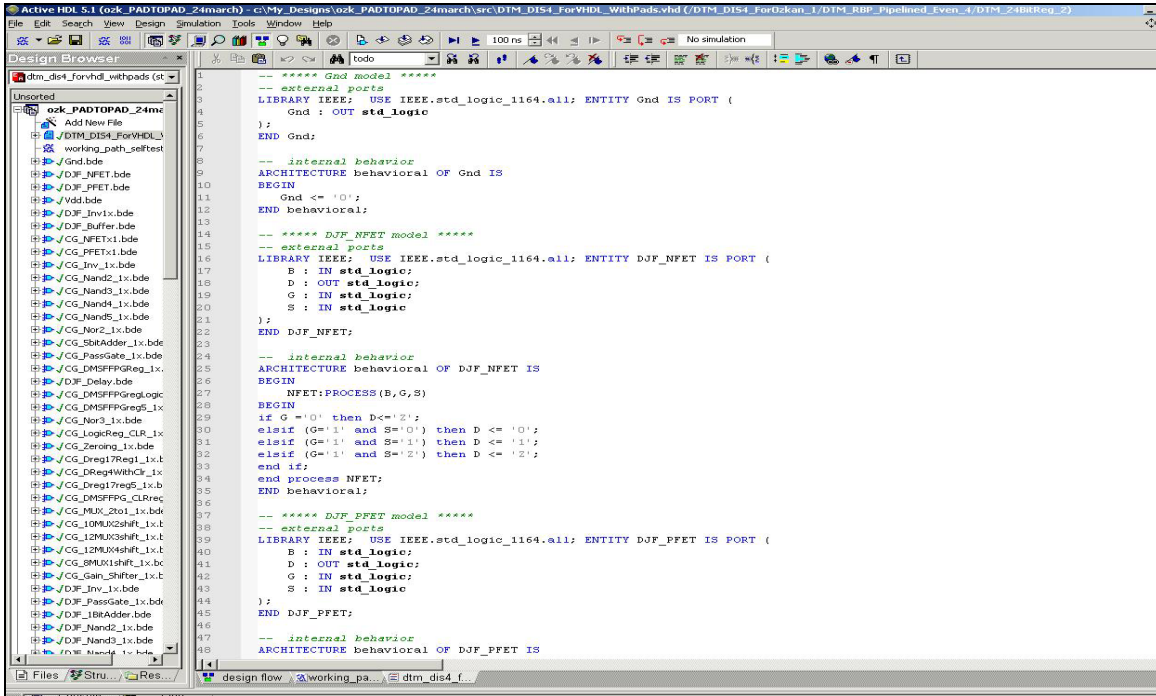 Active HDL 5.1 (ozk_PADTOPAD_24march) - c:\My_Designs\ozk_PADTOPAD_24march\src\DTM_DIS4_ForVHDL_WithPads.vhd (/DTM_DIS4_ForOzkan_1/DTM_RBP_Pipelined_Even_4/DTM_24BitReg_2)
File Edit Search View Design Simulation Tools Window Help
100 ns No simulation
Design Browser
todo
dtm_dis4_forvhdl_withpads (st
Unsorted
ozk_PADTOPAD_24ma
Add New File
DTM_DIS4_ForVHDL_
working_path_selftest
Gnd.bde
DJF_NFET.bde
DJF_PFET.bde
Vdd.bde
DJF_Inv1x.bde
DJF_Buffer.bde
CG_NFETx1.bde
CG_PFETx1.bde
CG_Inv_1x.bde
CG_Nand2_1x.bde
CG_Nand3_1x.bde
CG_Nand4_1x.bde
CG_Nand5_1x.bde
CG_Nor2_1x.bde
CG_5bitAdder_1x.bde
CG_PassGate_1x.bde
CG_DMSFFPGReg_1x.
DJF_Delay.bde
CG_DMSFFPGregLogic
CG_DMSFFPGreg5_1x
CG_Nor3_1x.bde
CG_LogicReg_CLR_1x
CG_Zeroing_1x.bde
CG_Dreg17Reg1_1x.b
CG_DReg4WithClr_1x
CG_Dreg17reg5_1x.b
CG_DMSFFPG_CLRreg
CG_MUX_2to1_1x.bde
CG_10MUX2shift_1x.b
CG_12MUX3shift_1x.b
CG_12MUX4shift_1x.b
CG_8MUX1shift_1x.bd
CG_Gain_Shifter_1x.b
DJF_Inv_1x.bde
DJF_PassGate_1x.bde
DJF_1BitAdder.bde
DJF_Nand2_1x.bde
DJF_Nand3_1x.bde
DJF_Nand4_1x.bde
Files Stru... Res...
1 -- ***** Gnd model *****
2 -- external ports
3 LIBRARY IEEE; USE IEEE.std_logic_1164.all; ENTITY Gnd IS PORT (
4 Gnd : OUT std_logic
5 );
6 END Gnd;
7
8 -- internal behavior
9 ARCHITECTURE behavioral OF Gnd IS
10 BEGIN
11 Gnd <= '0';
12 END behavioral;
13
14 -- ***** DJF_NFET model *****
15 -- external ports
16 LIBRARY IEEE; USE IEEE.std_logic_1164.all; ENTITY DJF_NFET IS PORT (
17 B : IN std_logic;
18 D : OUT std_logic;
19 G : IN std_logic;
20 S : IN std_logic
21 );
22 END DJF_NFET;
23
24 -- internal behavior
25 ARCHITECTURE behavioral OF DJF_NFET IS
26 BEGIN
27 NFET:PROCESS(B,G,S)
28 BEGIN
29 if G ='0' then D<='Z';
30 elsif (G='1' and S='0') then D <= '0';
31 elsif (G='1' and S='1') then D <= '1';
32 elsif (G='1' and S='Z') then D <= 'Z';
33 end if;
34 end process NFET;
35 END behavioral;
36
37 -- ***** DJF_PFET model *****
38 -- external ports
39 LIBRARY IEEE; USE IEEE.std_logic_1164.all; ENTITY DJF_PFET IS PORT (
40 B : IN std_logic;
41 D : OUT std_logic;
42 G : IN std_logic;
43 S : IN std_logic
44 );
45 END DJF_PFET;
46
47 -- internal behavior
48 ARCHITECTURE behavioral OF DJF_PFET IS
design flow working_pa... dtm_dis4_f...